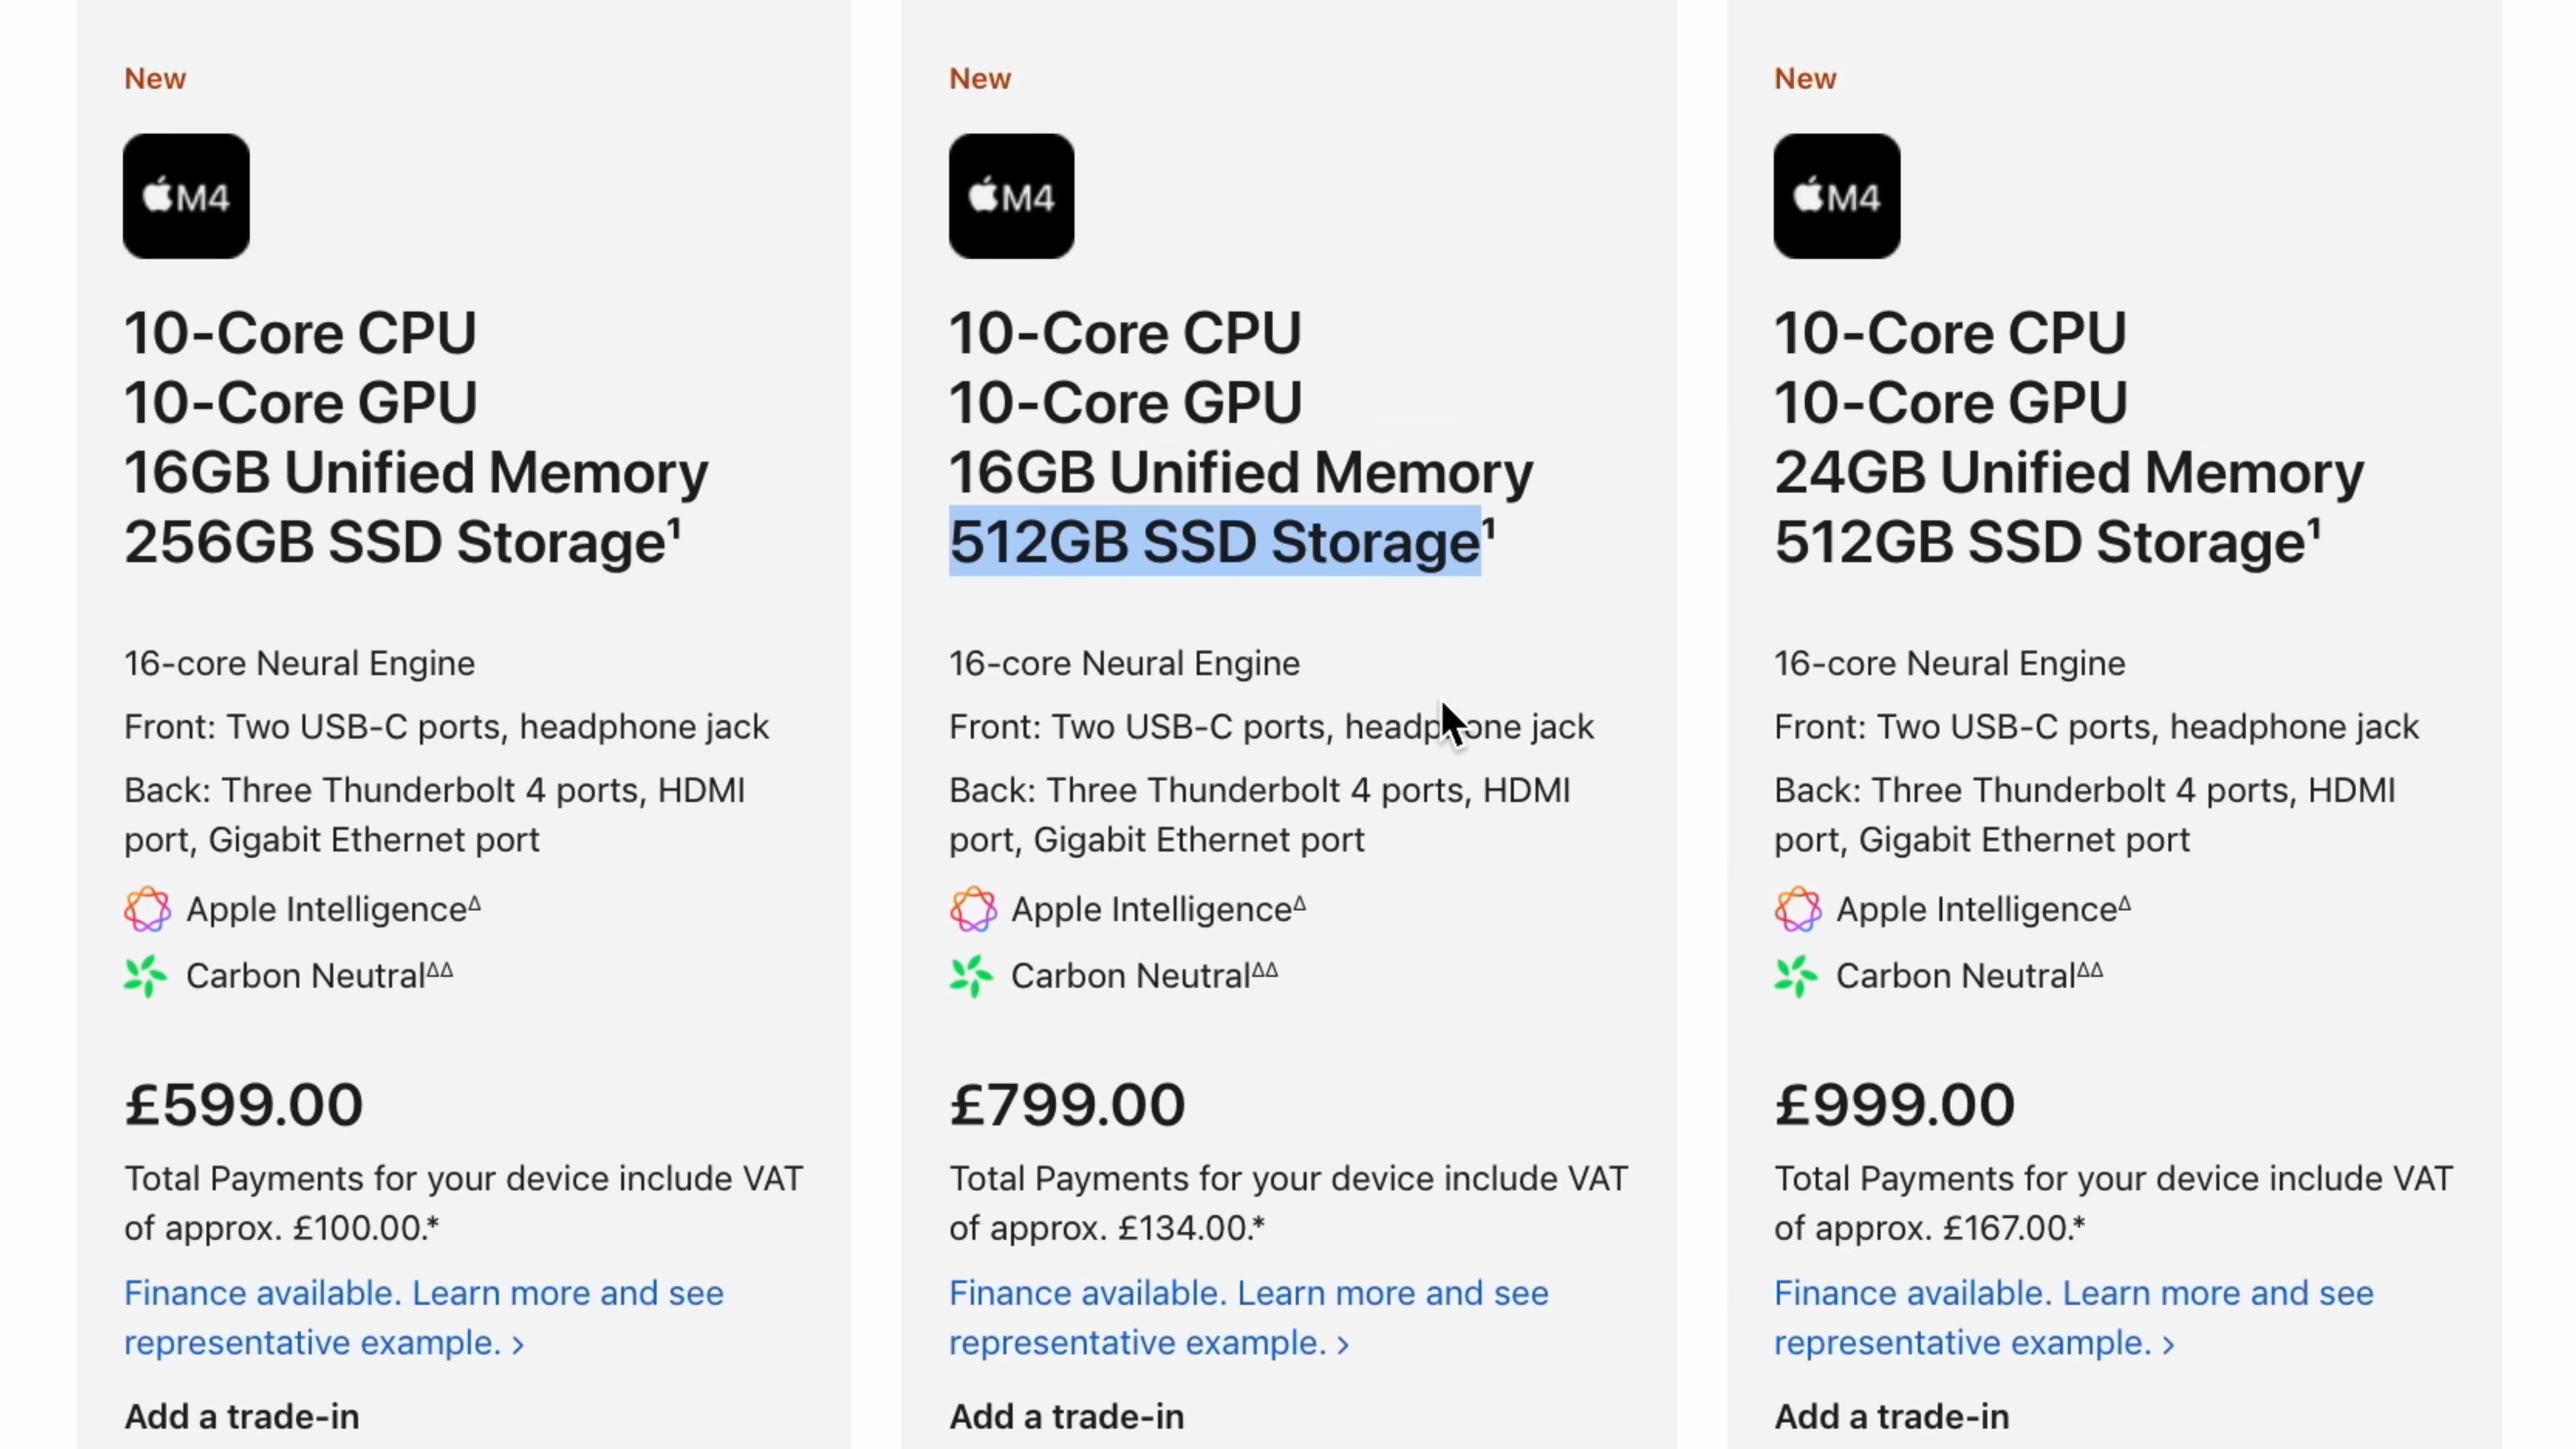 New
M4
10-Core CPU
10-Core GPU
16GB Unified Memory
256GB SSD Storage¹
16-core Neural Engine
Front: Two USB-C ports, headphone jack
Back: Three Thunderbolt 4 ports, HDMI
port, Gigabit Ethernet port
Apple Intelligence^Δ
Carbon Neutral^ΔΔ
£599.00
Total Payments for your device include VAT
of approx. £100.00.*
Finance available. Learn more and see
representative example. >
Add a trade-in
New
M4
10-Core CPU
10-Core GPU
16GB Unified Memory
512GB SSD Storage¹
16-core Neural Engine
Front: Two USB-C ports, headphone jack
Back: Three Thunderbolt 4 ports, HDMI
port, Gigabit Ethernet port
Apple Intelligence^Δ
Carbon Neutral^ΔΔ
£799.00
Total Payments for your device include VAT
of approx. £134.00.*
Finance available. Learn more and see
representative example. >
Add a trade-in
New
M4
10-Core CPU
10-Core GPU
24GB Unified Memory
512GB SSD Storage¹
16-core Neural Engine
Front: Two USB-C ports, headphone jack
Back: Three Thunderbolt 4 ports, HDMI
port, Gigabit Ethernet port
Apple Intelligence^Δ
Carbon Neutral^ΔΔ
£999.00
Total Payments for your device include VAT
of approx. £167.00.*
Finance available. Learn more and see
representative example. >
Add a trade-in